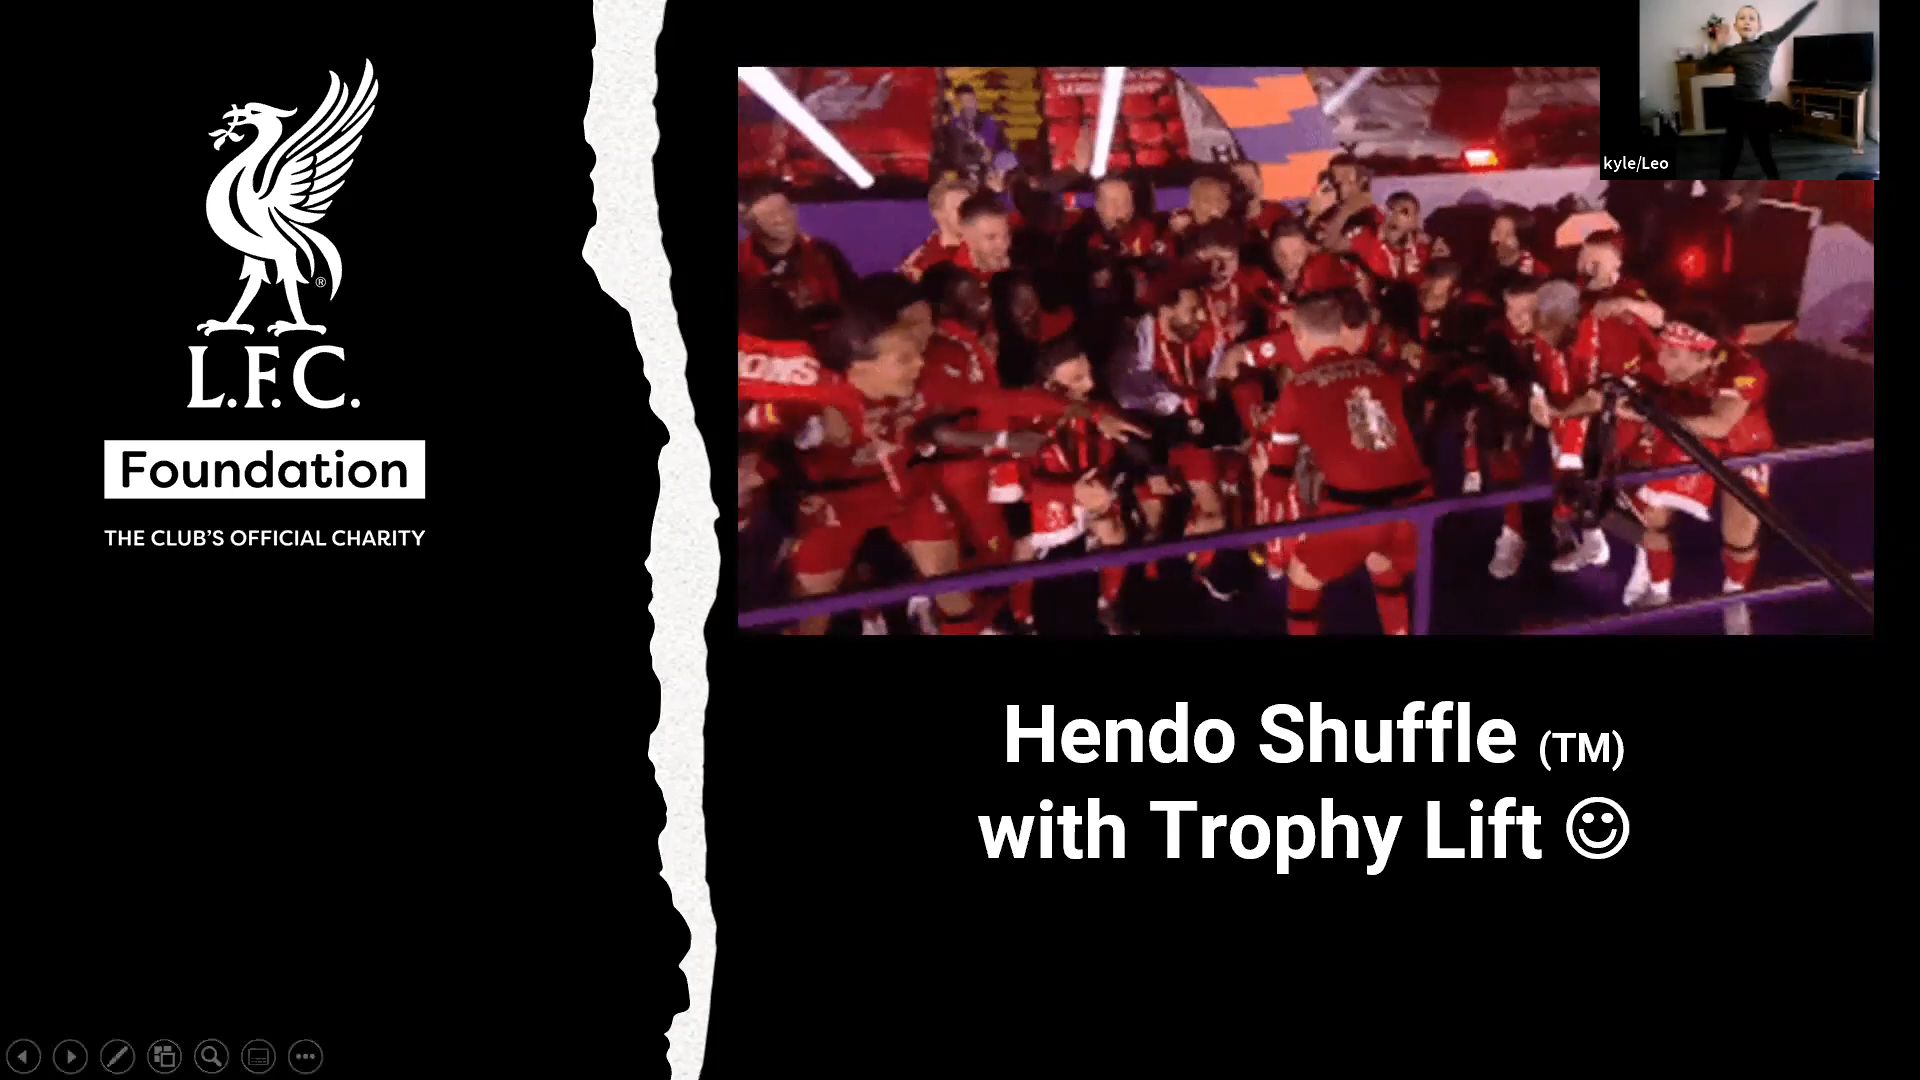 L.F.C.
®
Foundation
THE CLUB'S OFFICIAL CHARITY
kyle/Leo
Hendo Shuffle (TM)
with Trophy Lift ☺